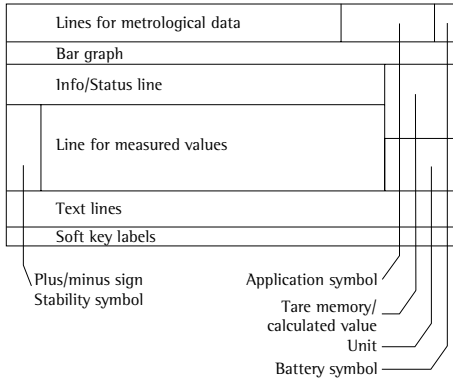 Lines for metrological data
Bar graph
Info/Status line
Line for measured values
Text lines
Soft key labels
Plus/minus sign
Stability symbol
Application symbol
Tare memory/
calculated value
Unit
Battery symbol